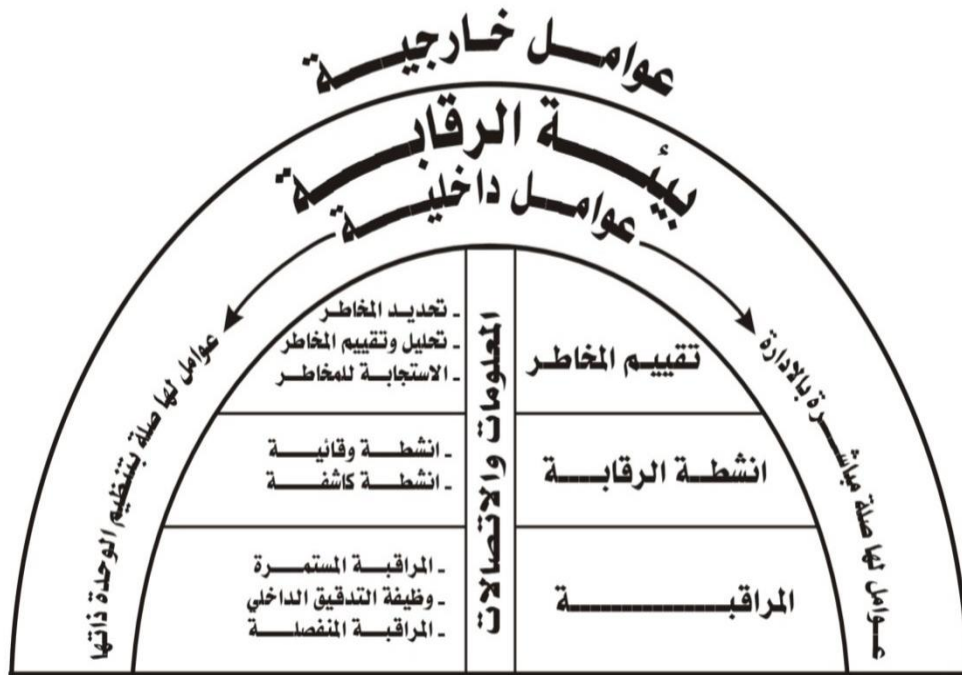 عوامل خارجية
بيئة الرقابة
عوامل داخلية
عوامل لها صلة مباشرة بالادارة
عوامل لها صلة بتنظيم الوحدة ذاتها
المعلومات والاتصالات
تقييم المخاطر
- تحديد المخاطر
- تحليل وتقييم المخاطر
- الاستجابة للمخاطر
انشطة الرقابة
- انشطة وقائية
- انشطة كاشفة
المراقبة
- المراقبة المستمرة
- وظيفة التدقيق الداخلي
- المراقبة المنفصلة